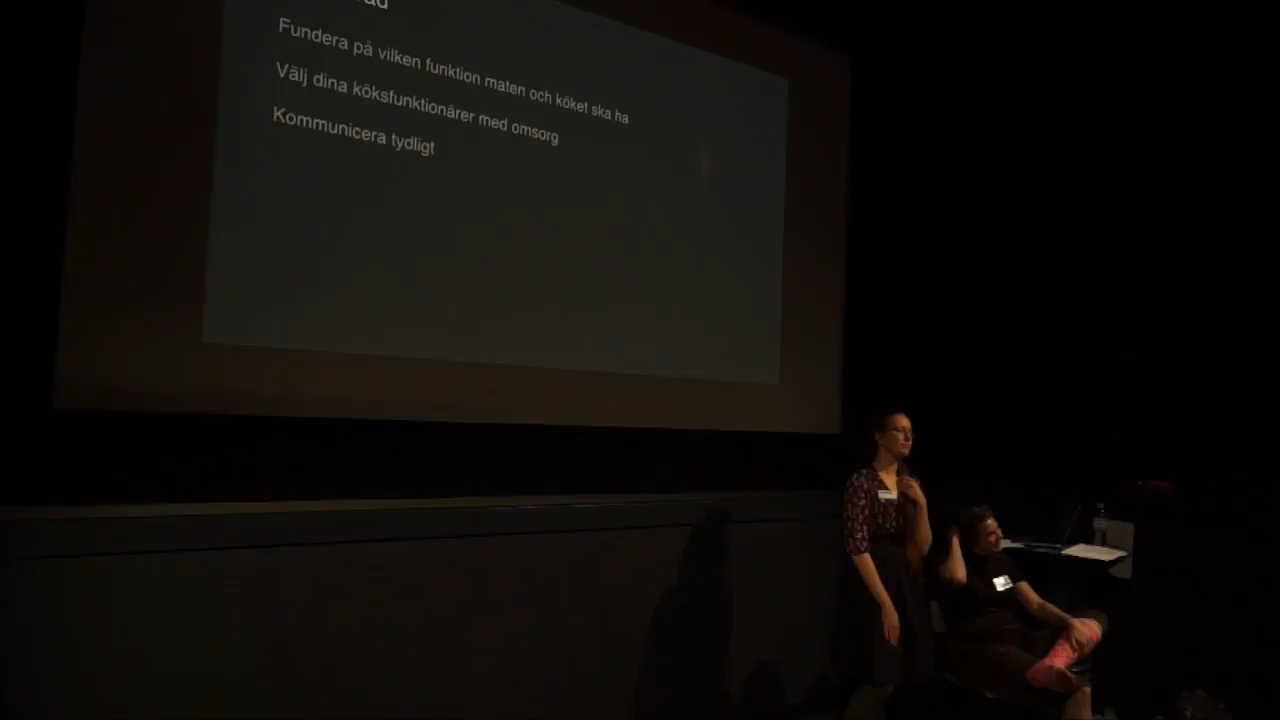 Fundera på vilken funktion maten och köket ska ha
Välj dina köksfunktionärer med omsorg
Kommunicera tydligt